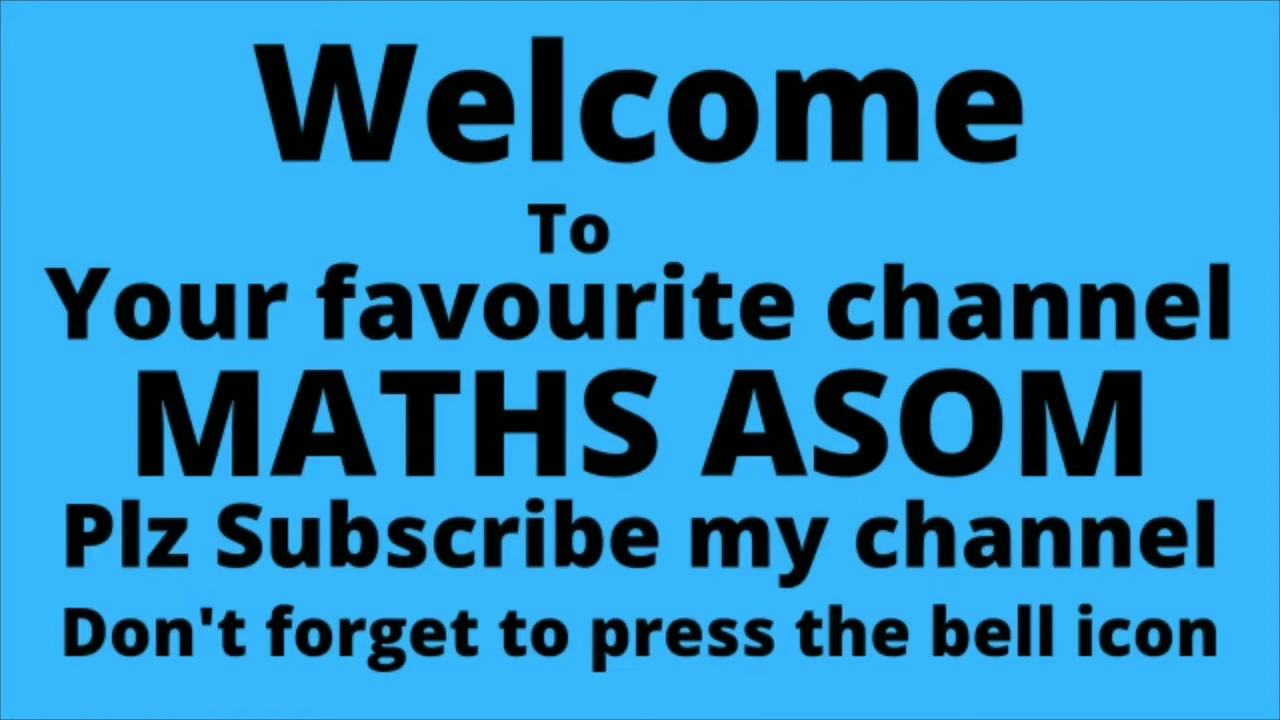 Welcome
To
Your favourite channel
MATHS ASOM
Plz Subscribe my channel
Don't forget to press the bell icon